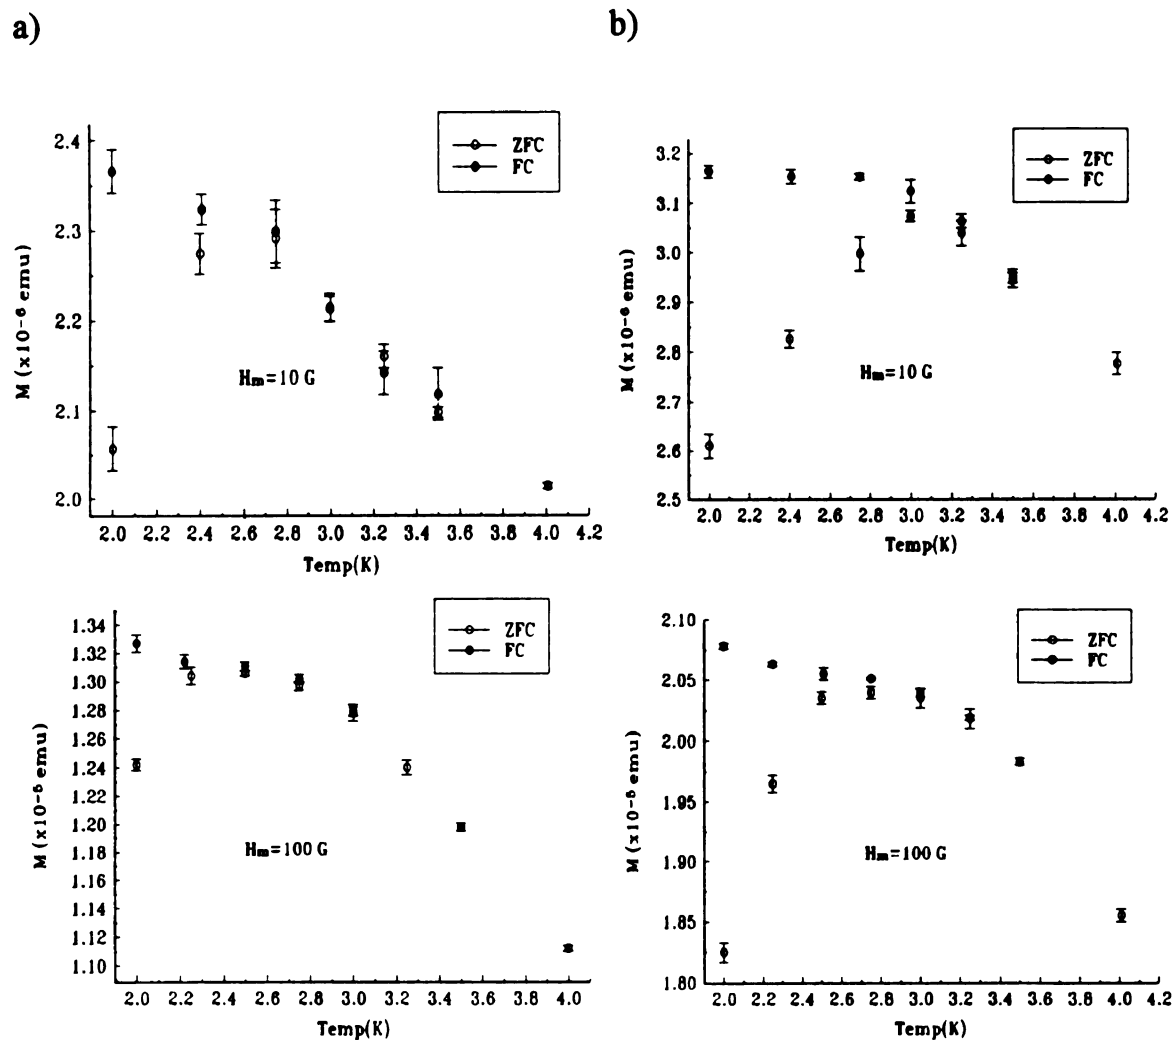 a)
b)
ZFC
FC
2.4
2.3
2.2
2.1
2.0
M (x10⁻⁶ emu)
Hm=10 G
2.0 2.2 2.4 2.6 2.8 3.0 3.2 3.4 3.6 3.8 4.0 4.2
Temp(K)
ZFC
FC
3.2
3.1
3.0
2.9
2.8
2.7
2.6
2.5
M (x10⁻⁶ emu)
Hm=10 G
2.0 2.2 2.4 2.6 2.8 3.0 3.2 3.4 3.6 3.8 4.0 4.2
Temp(K)
ZFC
FC
1.34
1.32
1.30
1.28
1.26
1.24
1.22
1.20
1.18
1.16
1.14
1.12
1.10
M (x10⁻⁶ emu)
Hm=100 G
2.0 2.2 2.4 2.6 2.8 3.0 3.2 3.4 3.6 3.8 4.0
Temp(K)
ZFC
FC
2.10
2.05
2.00
1.95
1.90
1.85
1.80
M (x10⁻⁶ emu)
Hm=100 G
2.0 2.2 2.4 2.6 2.8 3.0 3.2 3.4 3.6 3.8 4.0 4.2
Temp(K)